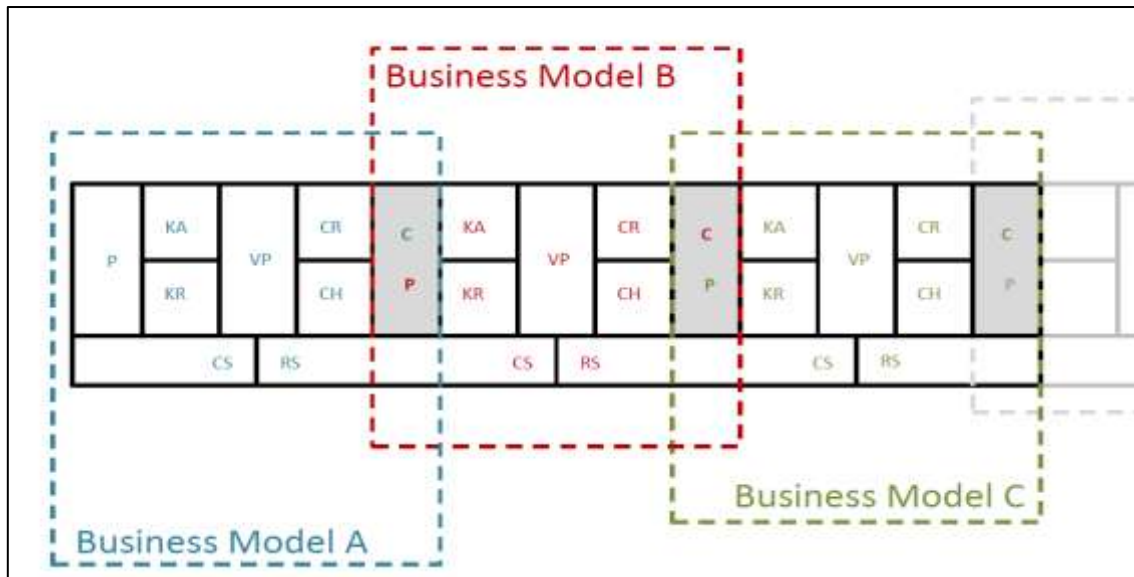 Business Model B
KA CR C KA CR C KA CR C
P VP VP VP
KR CH P KR CH P KR CH P
CS RS CS RS CS RS
Business Model C
Business Model A